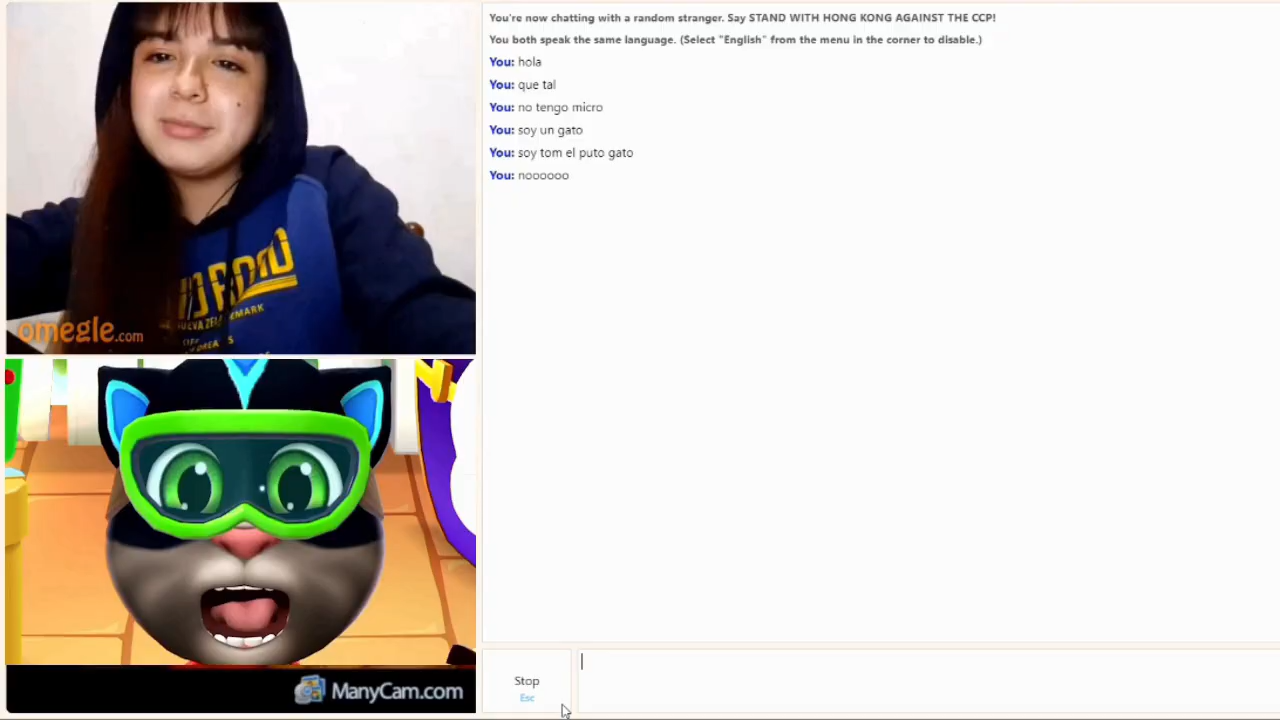 You're now chatting with a random stranger. Say STAND WITH HONG KONG AGAINST THE CCP!
You both speak the same language. (Select "English" from the menu in the corner to disable.)
You: hola
You: que tal
You: no tengo micro
You: soy un gato
You: soy tom el puto gato
You: noooooo
omegle.com
ManyCam.com
Stop
Esc